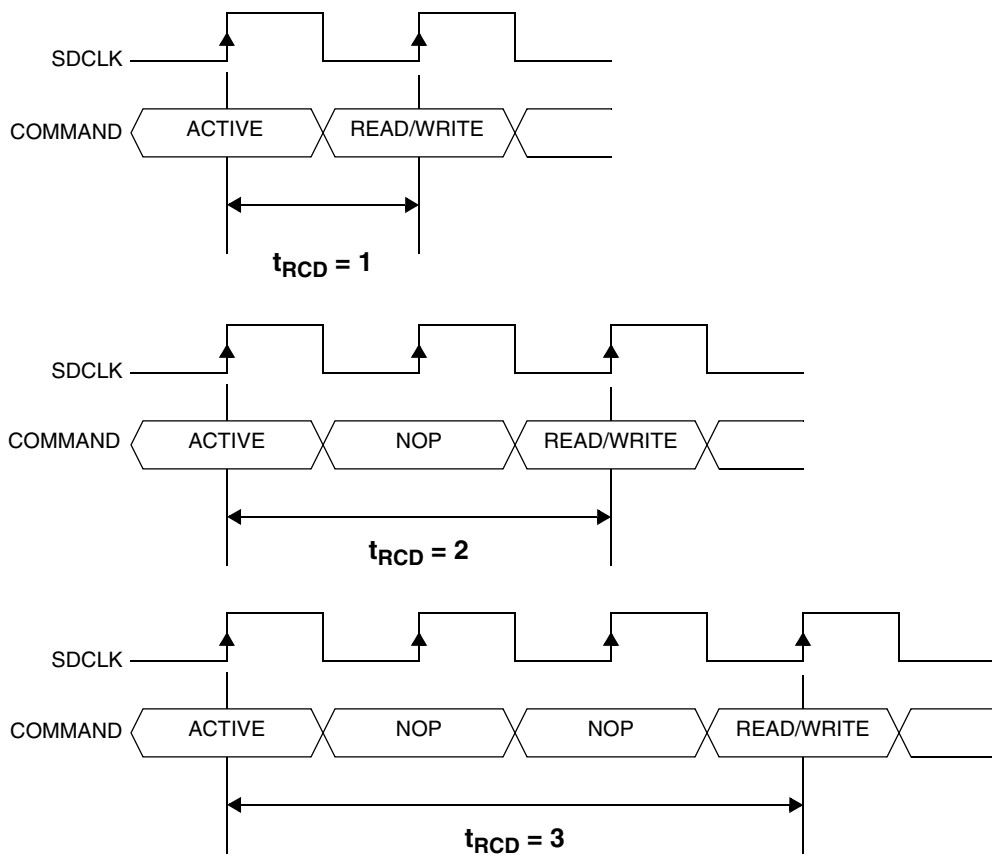 SDCLK
COMMAND ACTIVE READ/WRITE
tRCD = 1
SDCLK
COMMAND ACTIVE NOP READ/WRITE
tRCD = 2
SDCLK
COMMAND ACTIVE NOP NOP READ/WRITE
tRCD = 3